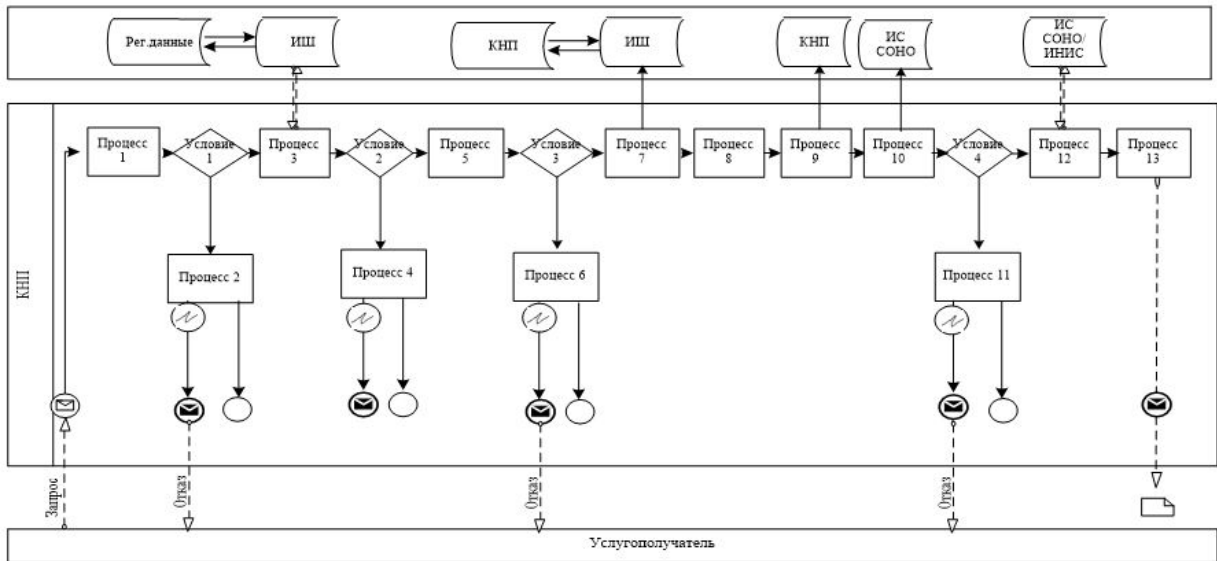 Рег.данные
ИШ
КНП
ИШ
КНП
ИС
СОНО
ИС
СОНО/
ИНИС
КНП
Процесс
1
Условие
1
Процесс
3
Условие
2
Процесс
5
Условие
3
Процесс
7
Процесс
8
Процесс
9
Процесс
10
Условие
4
Процесс
12
Процесс
13
Процесс 2
Процесс 4
Процесс 6
Процесс 11
Запрос
Отказ
Отказ
Отказ
Услугополучатель